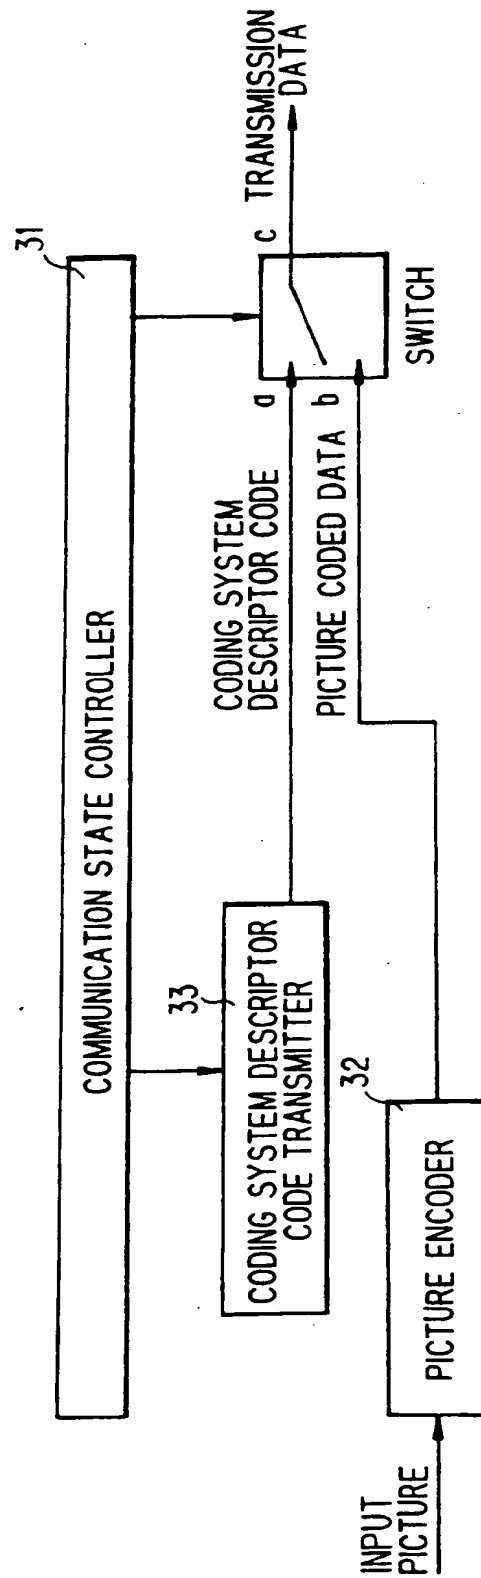 31
COMMUNICATION STATE CONTROLLER
33
CODING SYSTEM DESCRIPTOR
CODE TRANSMITTER
CODING SYSTEM
DESCRIPTOR CODE
a
b
c
TRANSMISSION
DATA
SWITCH
PICTURE CODED DATA
32
PICTURE ENCODER
INPUT
PICTURE